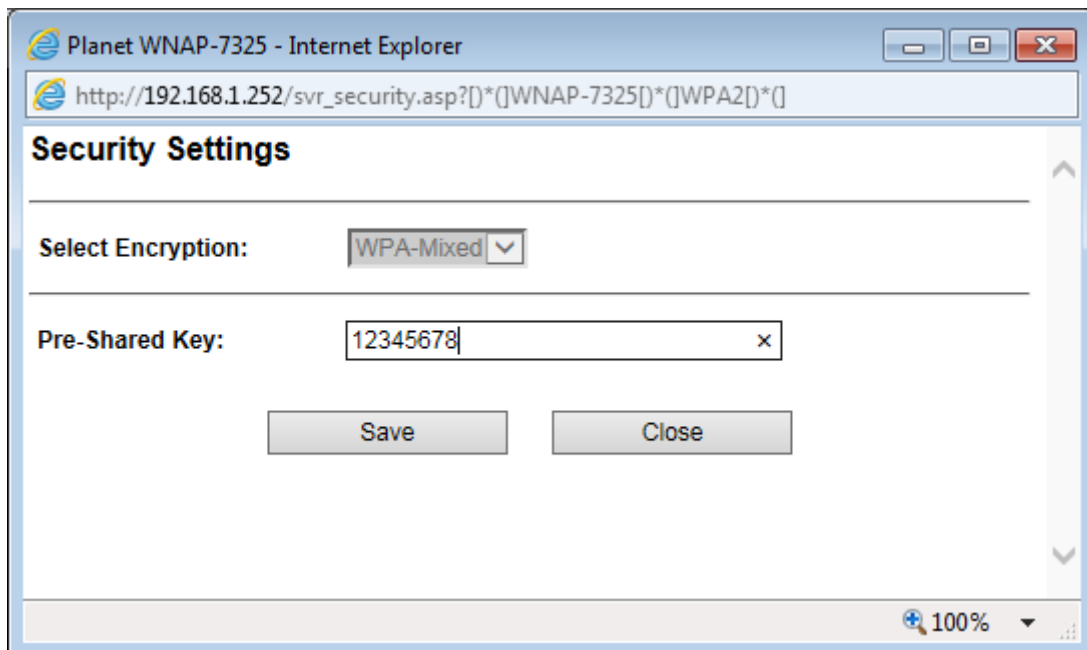 Planet WNAP-7325 - Internet Explorer
http://192.168.1.252/svr_security.asp?[)*(]WNAP-7325[)*(]WPA2[)*(]
Security Settings
Select Encryption: WPA-Mixed
Pre-Shared Key: 12345678
Save Close
100%